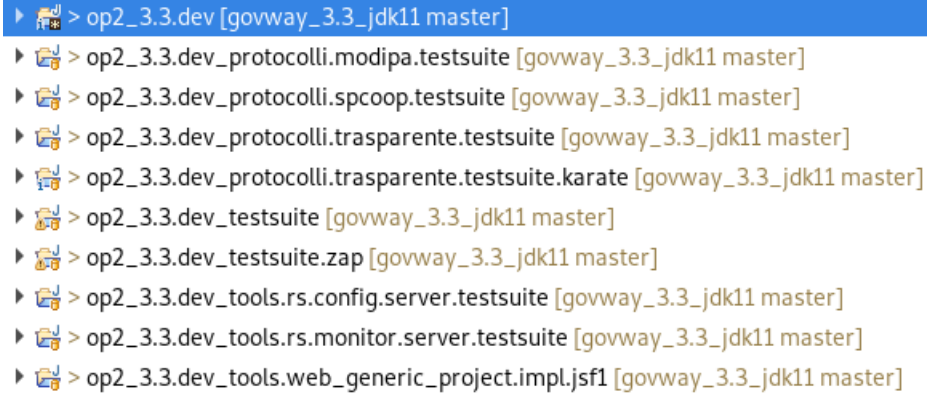 > op2_3.3.dev [govway_3.3_jdk11 master]
> op2_3.3.dev_protocolli.modipa.testsuite [govway_3.3_jdk11 master]
> op2_3.3.dev_protocolli.spcoop.testsuite [govway_3.3_jdk11 master]
> op2_3.3.dev_protocolli.trasparente.testsuite [govway_3.3_jdk11 master]
> op2_3.3.dev_protocolli.trasparente.testsuite.karate [govway_3.3_jdk11 master]
> op2_3.3.dev_testsuite [govway_3.3_jdk11 master]
> op2_3.3.dev_testsuite.zap [govway_3.3_jdk11 master]
> op2_3.3.dev_tools.rs.config.server.testsuite [govway_3.3_jdk11 master]
> op2_3.3.dev_tools.rs.monitor.server.testsuite [govway_3.3_jdk11 master]
> op2_3.3.dev_tools.web_generic_project.impl.jsf1 [govway_3.3_jdk11 master]